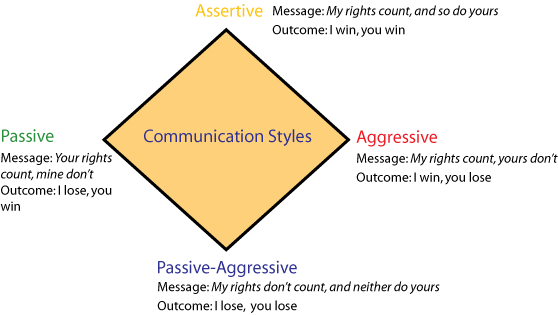 Assertive
Message: My rights count, and so do yours
Outcome: I win, you win
Communication Styles
Passive
Message: Your rights
count, mine don't
Outcome: I lose, you
win
Aggressive
Message: My rights count, yours don't
Outcome: I win, you lose
Passive-Aggressive
Message: My rights don't count, and neither do yours
Outcome: I lose, you lose